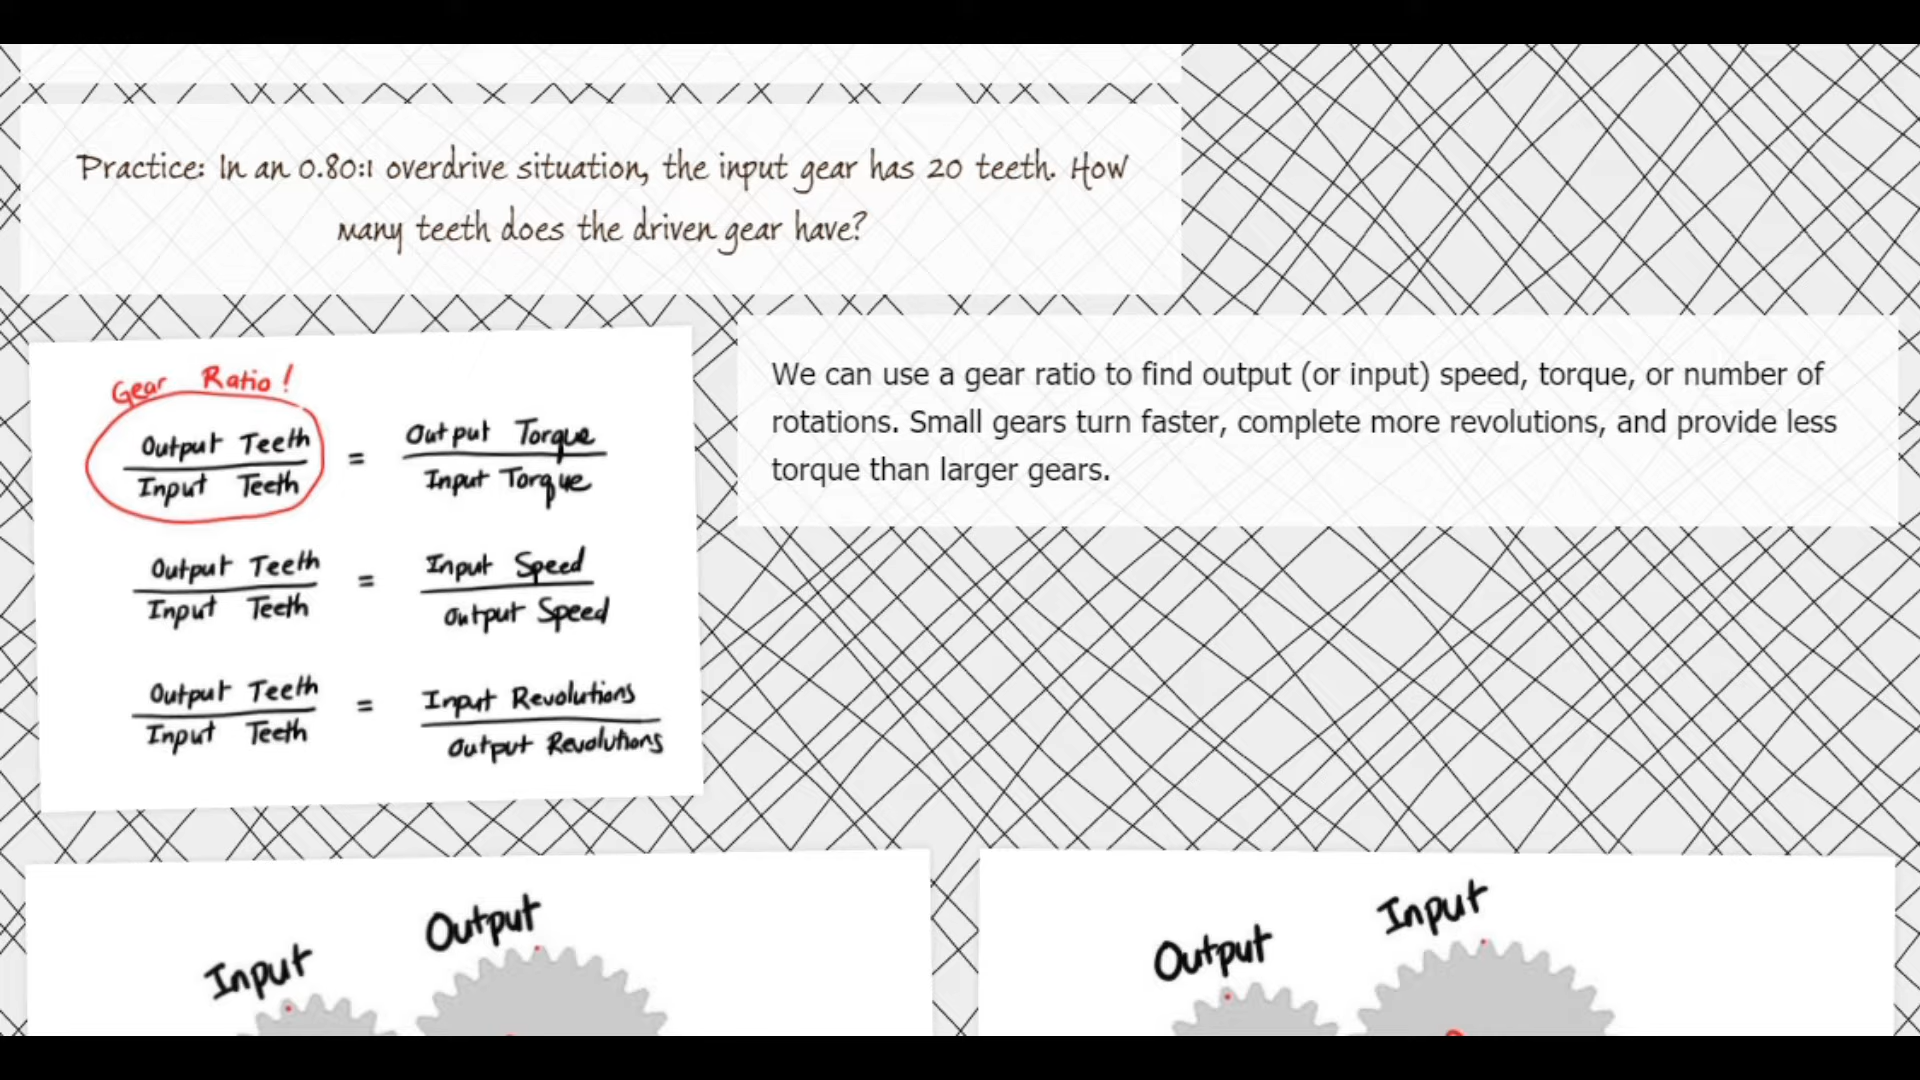 Practice: In an 0.80:1 overdrive situation, the input gear has 20 teeth. How
many teeth does the driven gear have?
Gear Ratio!
Output Teeth
Input Teeth
=
Output Torque
Input Torque
Output Teeth
Input Teeth
=
Input Speed
Output Speed
Output Teeth
Input Teeth
=
Input Revolutions
Output Revolutions
We can use a gear ratio to find output (or input) speed, torque, or number of
rotations. Small gears turn faster, complete more revolutions, and provide less
torque than larger gears.
Input
Output
Output
Input